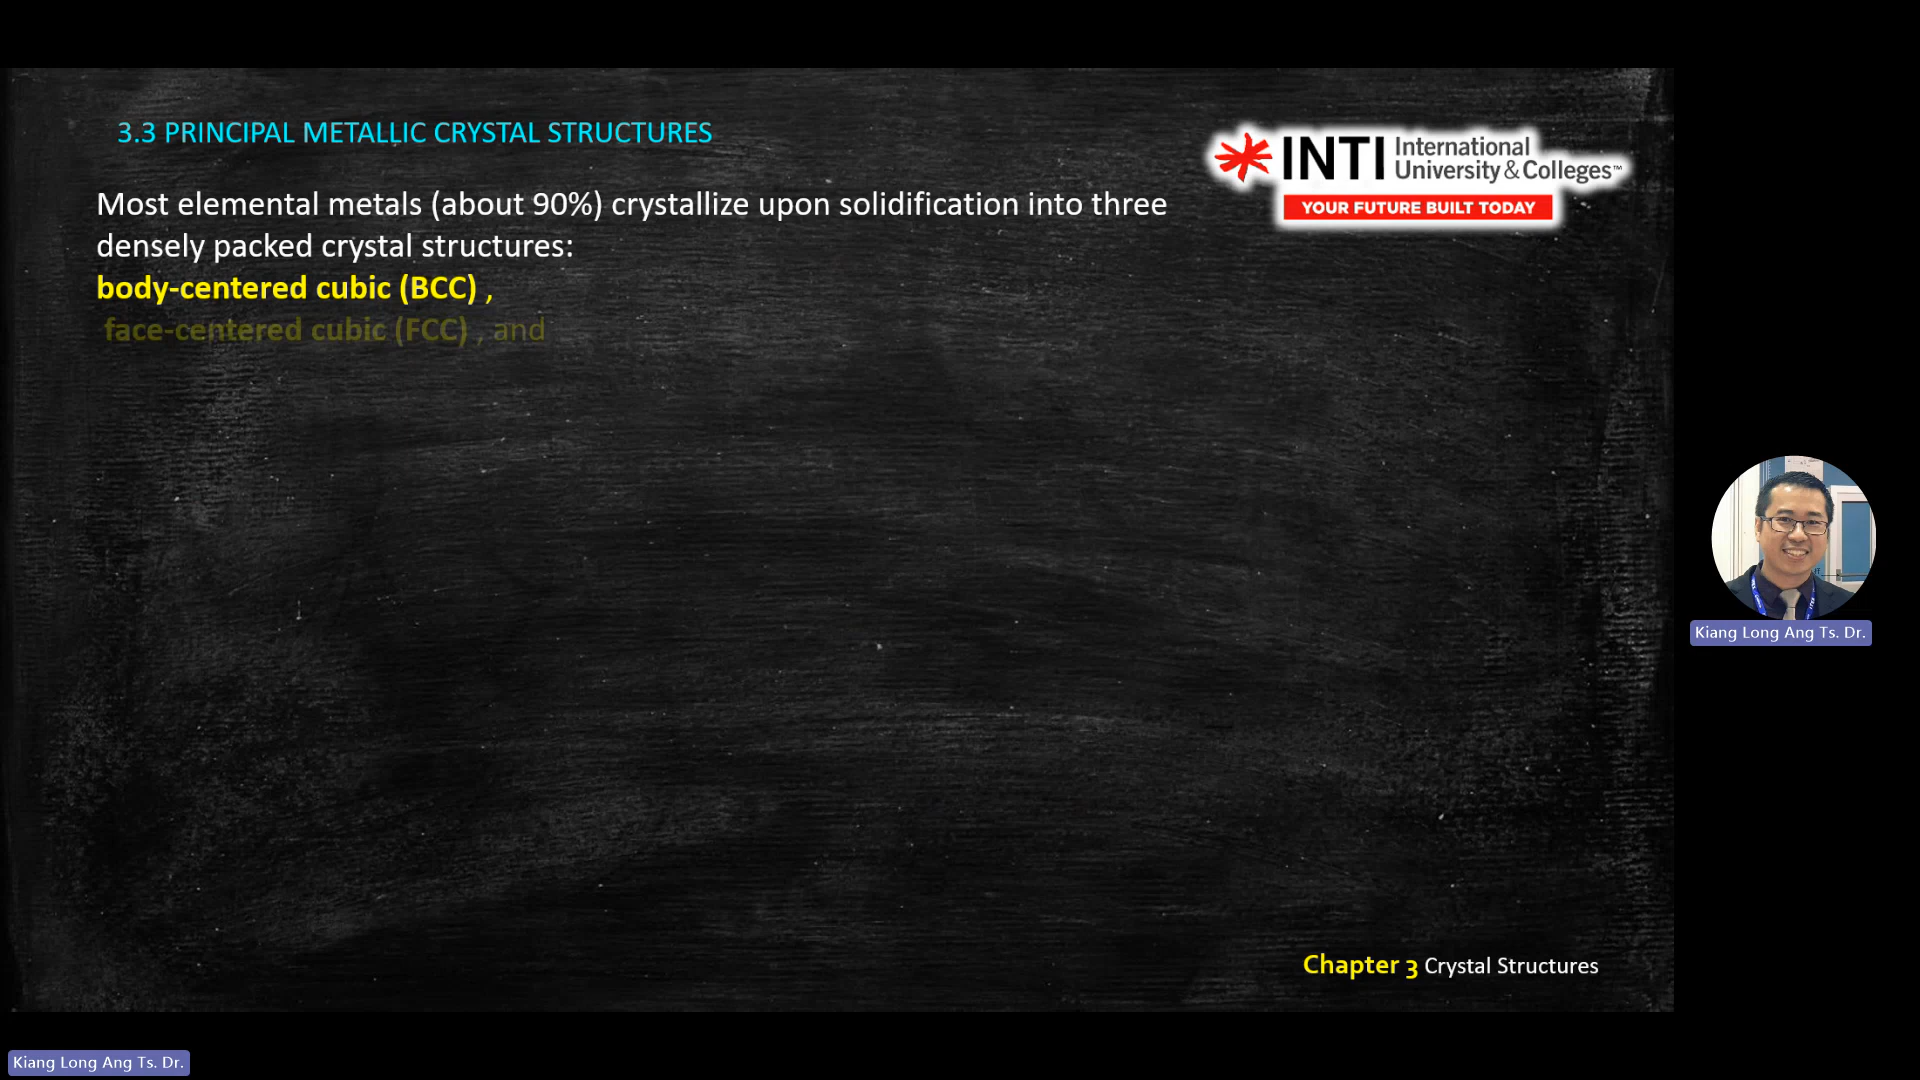 3.3 PRINCIPAL METALLIC CRYSTAL STRUCTURES
INTI International
University & Colleges™
YOUR FUTURE BUILT TODAY
Most elemental metals (about 90%) crystallize upon solidification into three
densely packed crystal structures:
body-centered cubic (BCC) ,
face-centered cubic (FCC) , and
Kiang Long Ang Ts. Dr.
Chapter 3 Crystal Structures
Kiang Long Ang Ts. Dr.